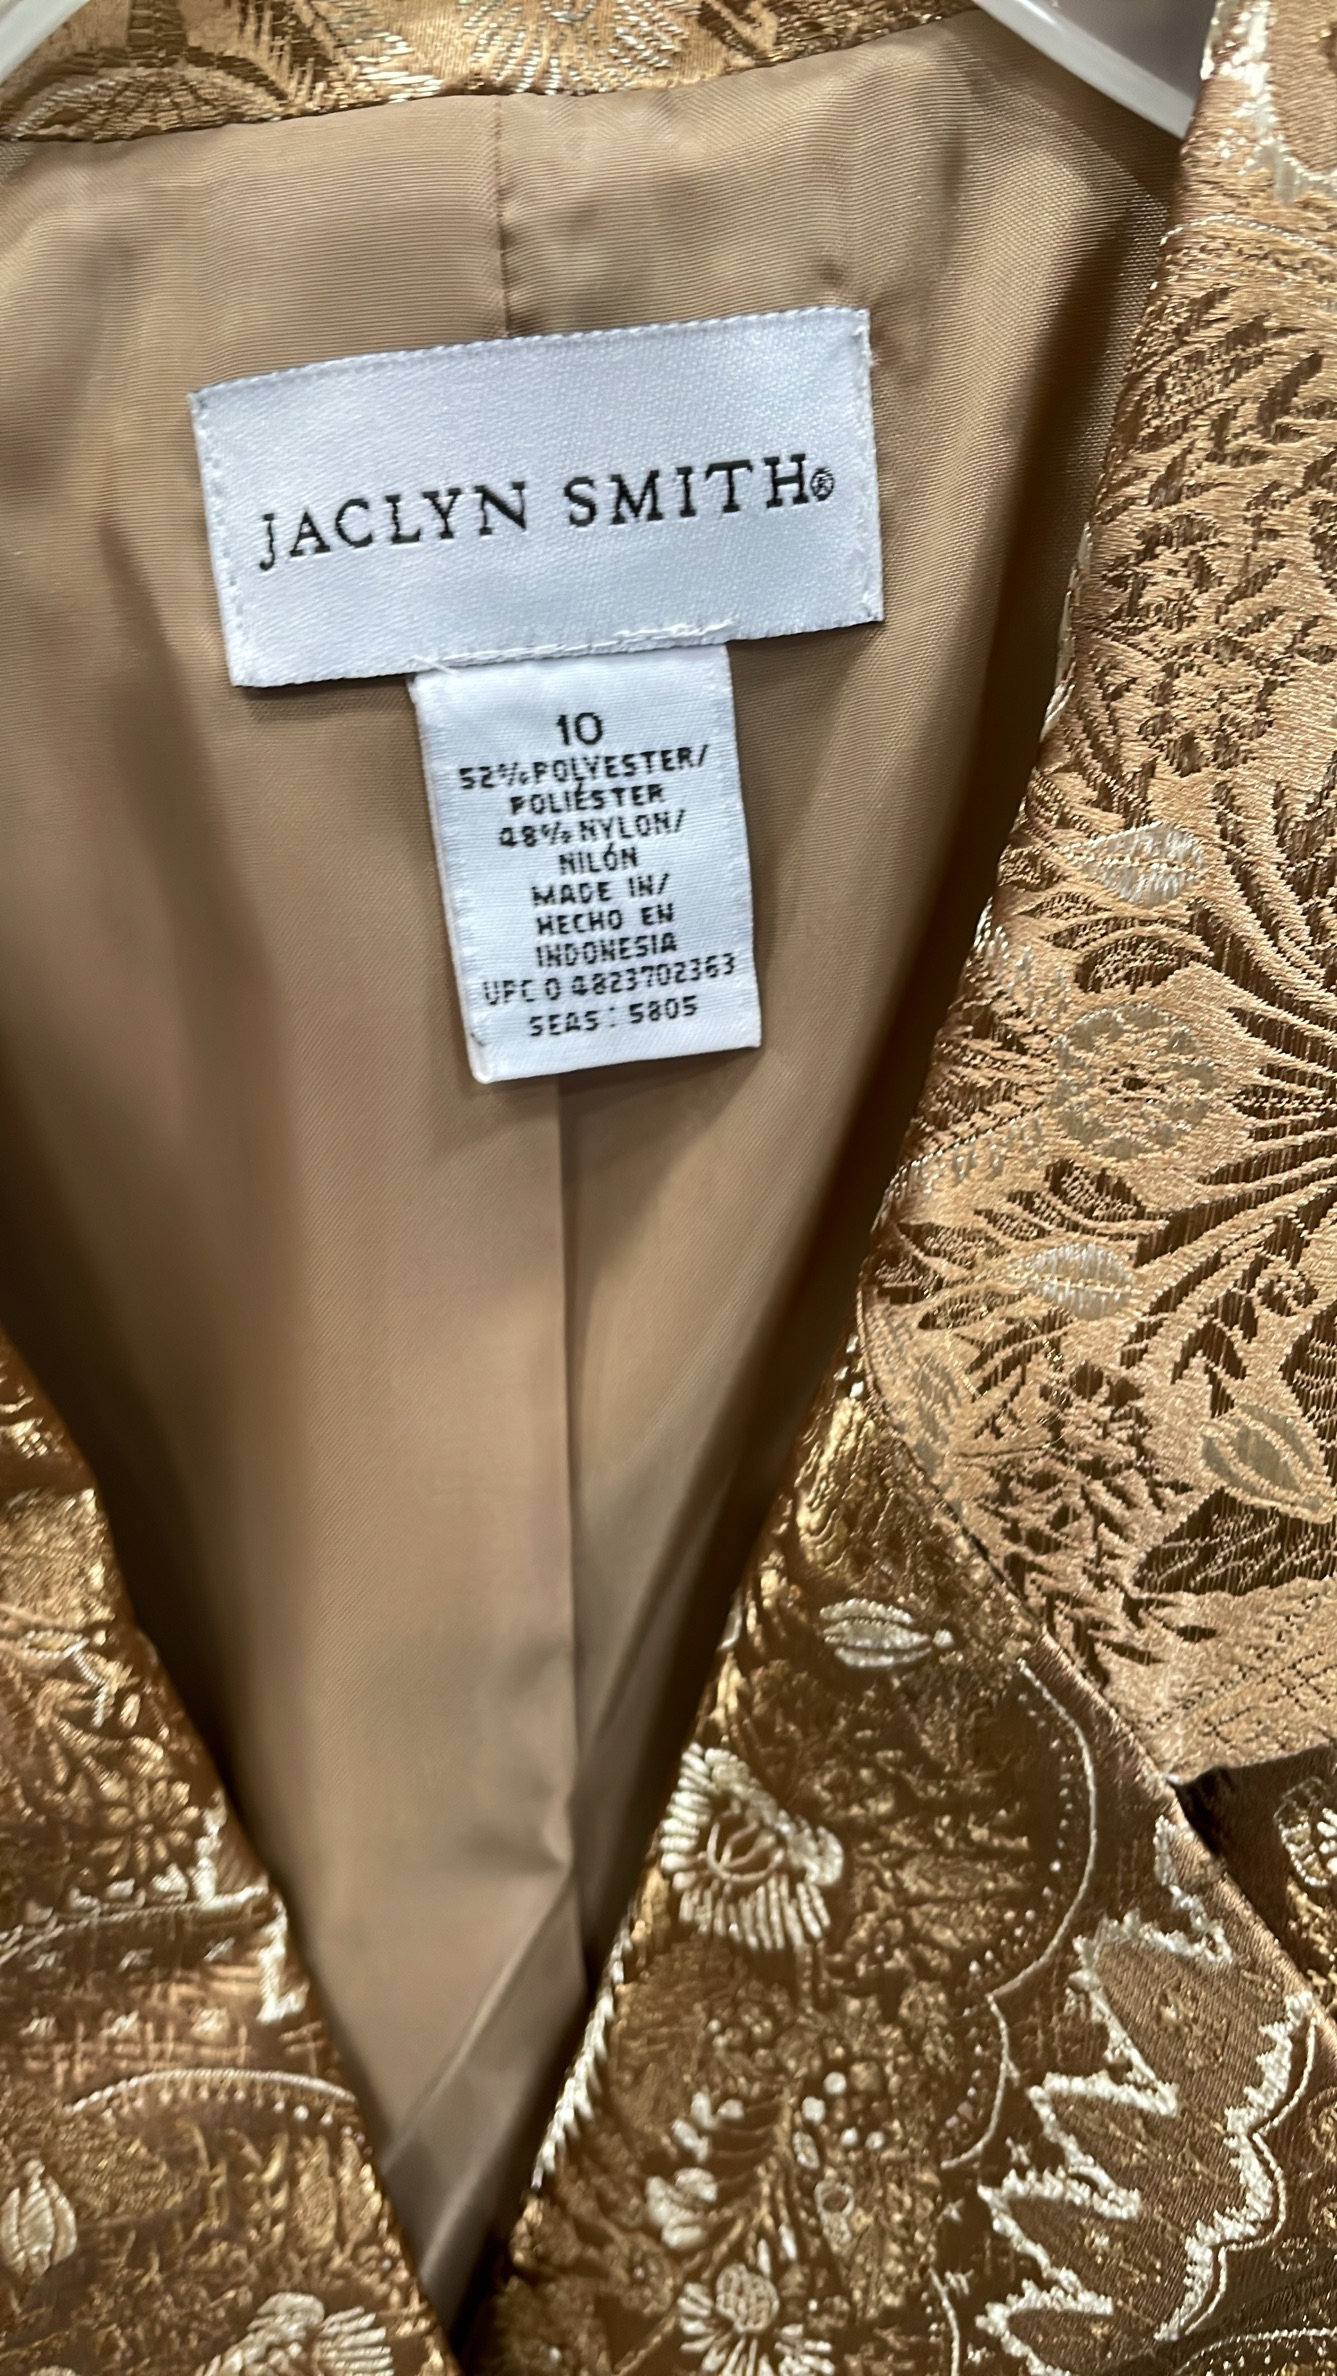 JACLYN SMITH®
10
52% POLYESTER/
POLIÉSTER
48% NYLON/
NILÓN
MADE IN/
HECHO EN
INDONESIA
UPC 0 4823702363
SEAS: 5805